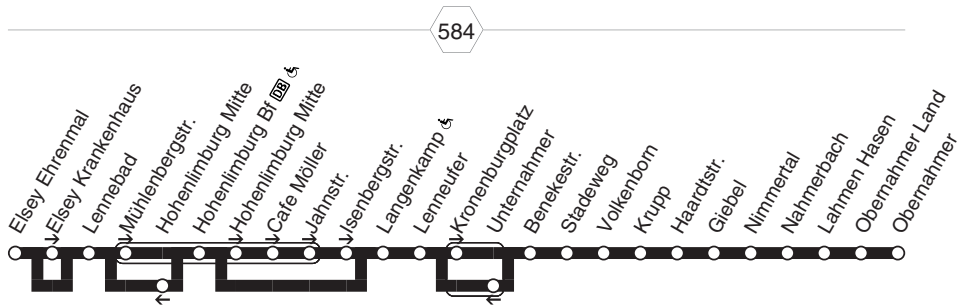 584
Elsey Ehrenmal
Elsey Krankenhaus
Lennebad
Mühlenbergstr.
Hohenlimburg Mitte
Hohenlimburg Bf DB
Hohenlimburg Mitte
Cafe Möller
Jahnstr.
Isenbergstr.
Langenkamp
Lenneufer
Kronenburgplatz
Unternahmer
Benekestr.
Stadeweg
Volkenborn
Krupp
Haardtstr.
Giebel
Nimmertal
Nahmerbach
Lahmen Hasen
Obernahmer Land
Obernahmer